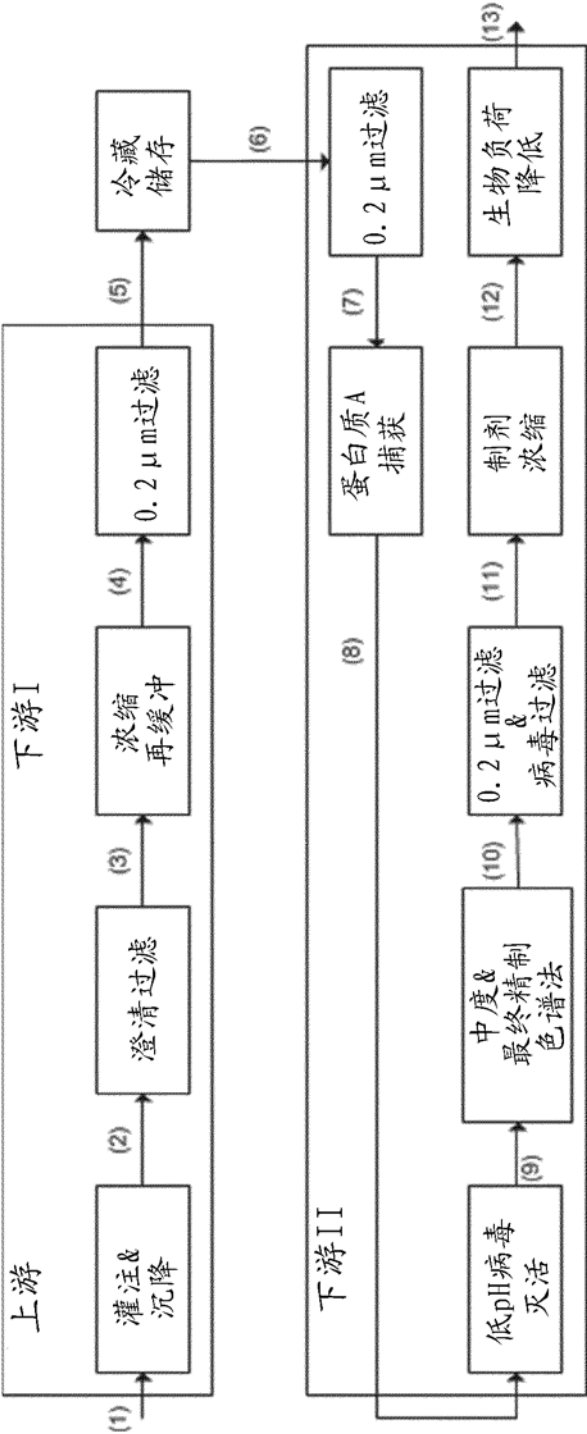 上游
下游I
(1)
灌注&
沉降
(2)
澄清过滤
(3)
浓缩
再缓冲
(4)
0.2μm过滤
(5)
冷藏
储存
(6)
下游II
0.2μm过滤
(7)
蛋白质A
捕获
(8)
低pH病毒
灭活
(9)
中度&
最终精制
色谱法
(10)
0.2μm过滤
&
病毒过滤
(11)
制剂
浓缩
(12)
生物负荷
降低
(13)